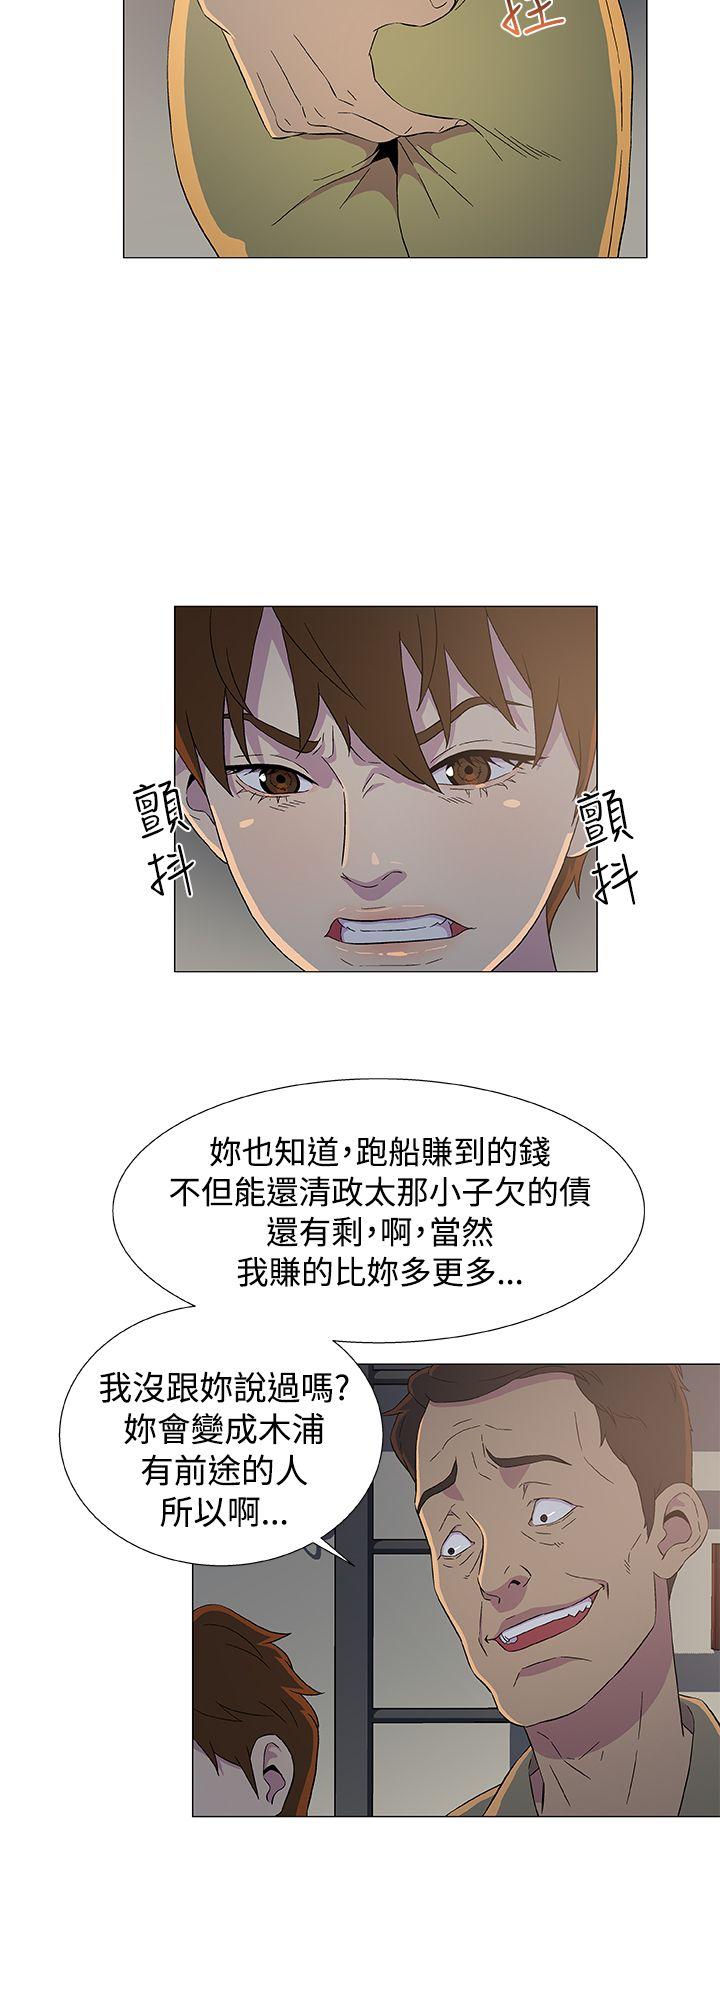 顫
抖
顫
抖
妳也知道，跑船賺到的錢
不但能還清政太那小子欠的債
還有剩，啊，當然
我賺的比妳多更多...
我沒跟妳說過嗎?
妳會變成木浦
有前途的人
所以啊...